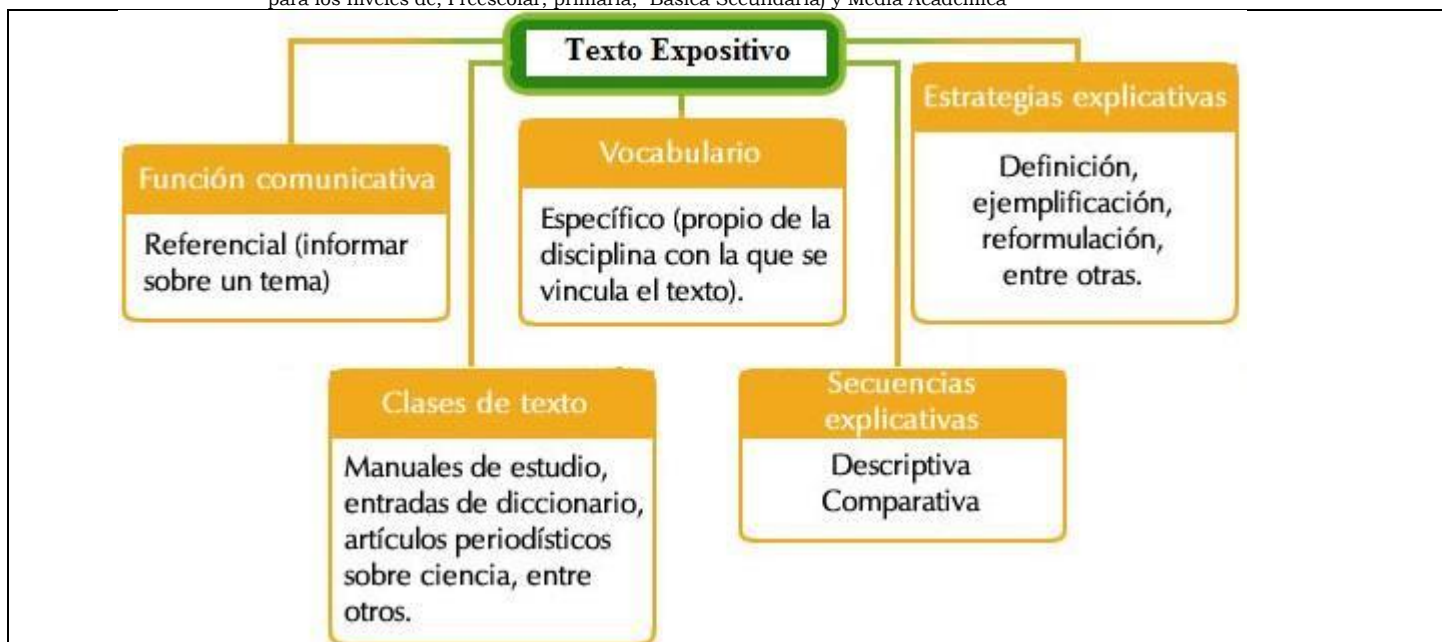 para los niveles de, Preescolar, primaria, Básica Secundaria) y Media Académica
Texto Expositivo
Función comunicativa
Referencial (informar
sobre un tema)
Vocabulario
Específico (propio de la
disciplina con la que se
vincula el texto).
Estrategias explicativas
Definición,
ejemplificación,
reformulación,
entre otras.
Clases de texto
Manuales de estudio,
entradas de diccionario,
artículos periodísticos
sobre ciencia, entre
otros.
Secuencias
explicativas
Descriptiva
Comparativa